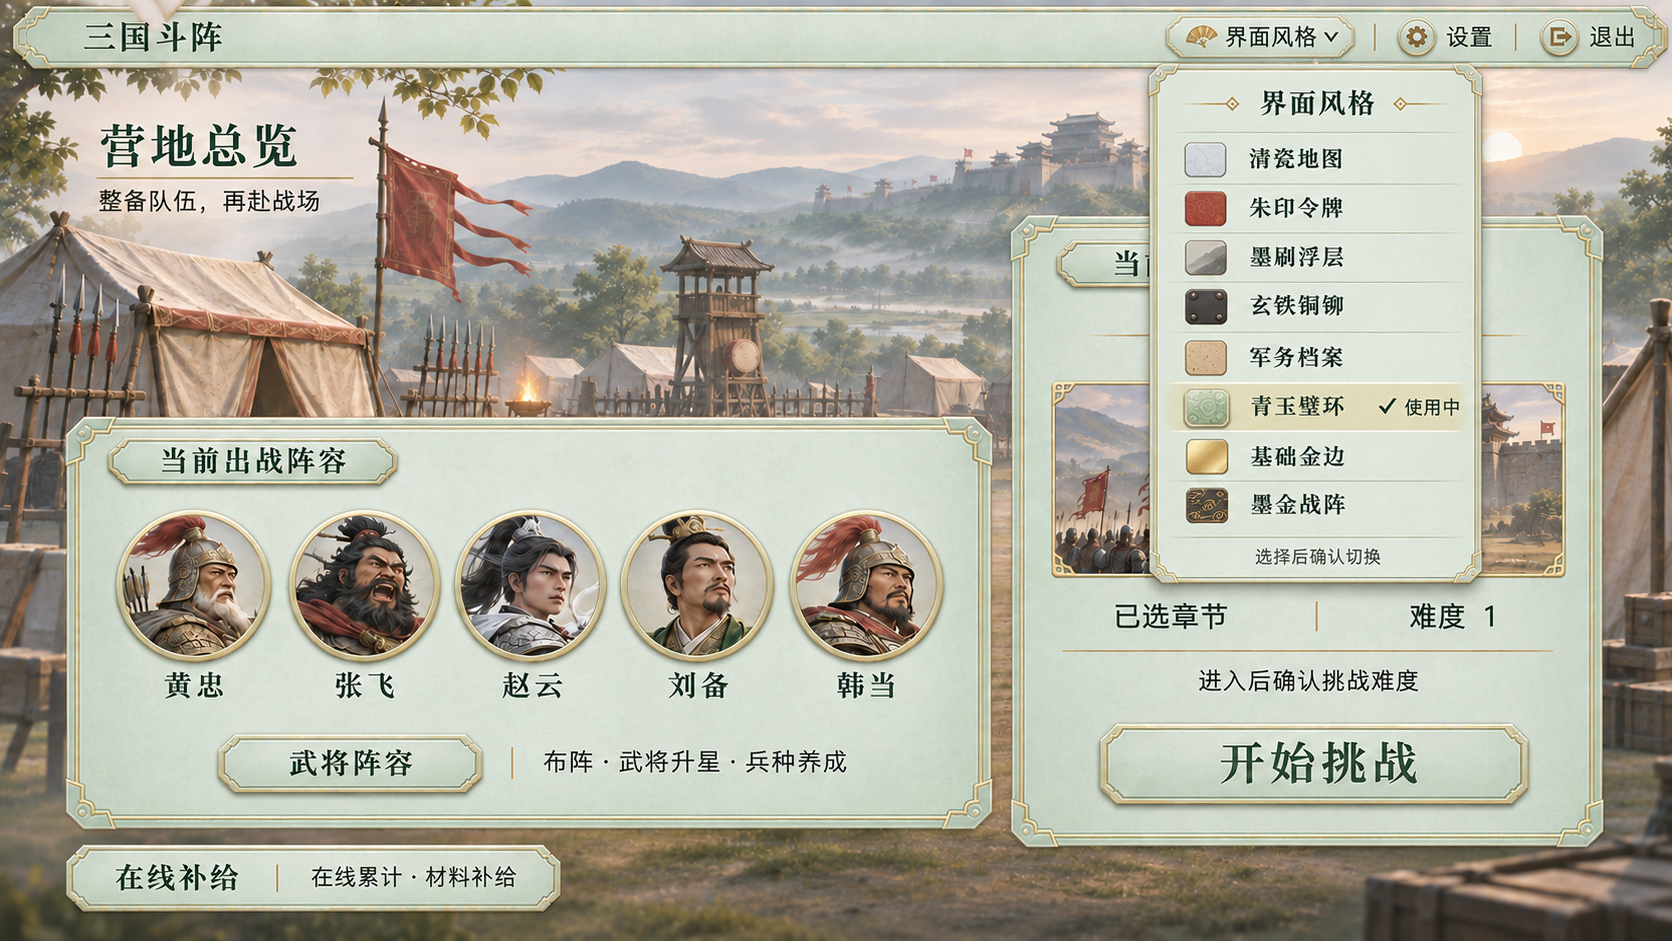 三国斗阵
界面风格
设置
退出
营地总览
整备队伍，再赴战场
界面风格
清瓷地图
朱印令牌
墨刷浮层
玄铁铜铆
军务档案
青玉壁环 ✓ 使用中
基础金边
墨金战阵
选择后确认切换
当前出战阵容
黄忠
张飞
赵云
刘备
韩当
武将阵容
布阵·武将升星·兵种养成
在线补给
在线累计·材料补给
当
已选章节
难度 1
进入后确认挑战难度
开始挑战